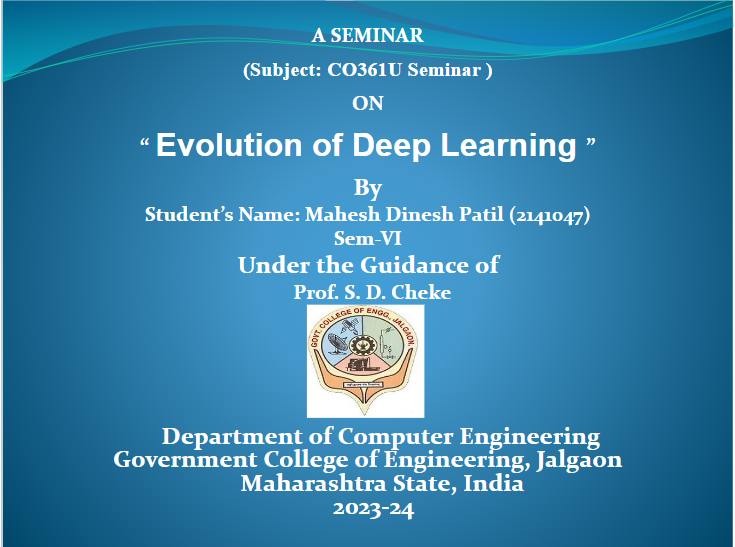 A SEMINAR
(Subject: CO361U Seminar )
ON
“ Evolution of Deep Learning ”
By
Student’s Name: Mahesh Dinesh Patil (2141047)
Sem-VI
Under the Guidance of
Prof. S. D. Cheke
GOVT. COLLEGE OF ENGG., JALGAON.
Department of Computer Engineering
Government College of Engineering, Jalgaon
Maharashtra State, India
2023-24